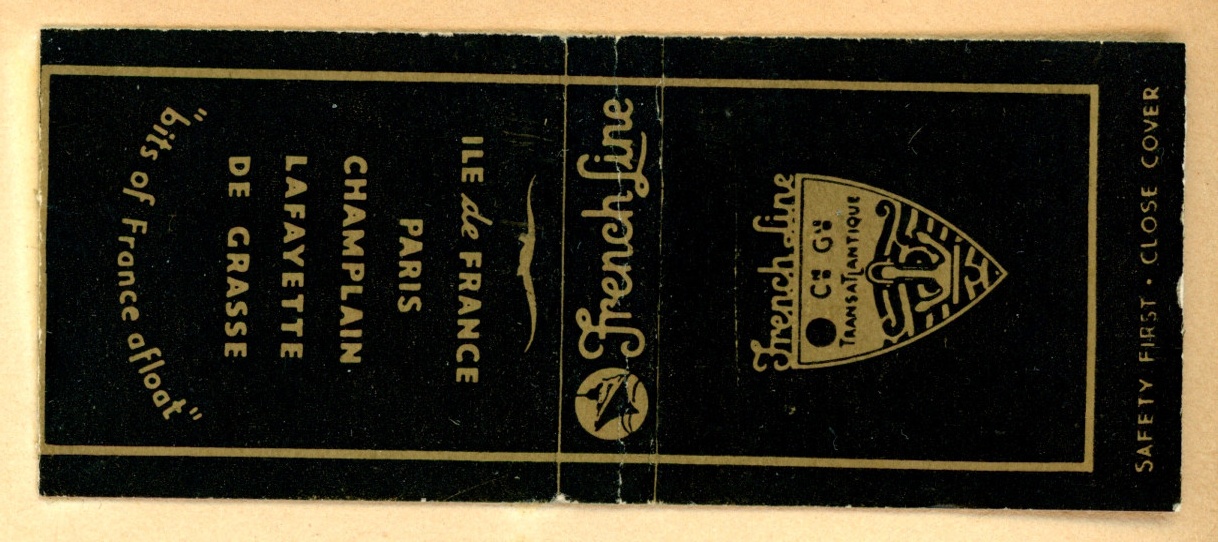 ILE de FRANCE
PARIS
CHAMPLAIN
LAFAYETTE
DE GRASSE
"bits of France afloat"
French Line
French Line
CIE GLE
TRANSATLANTIQUE
SAFETY FIRST · CLOSE COVER